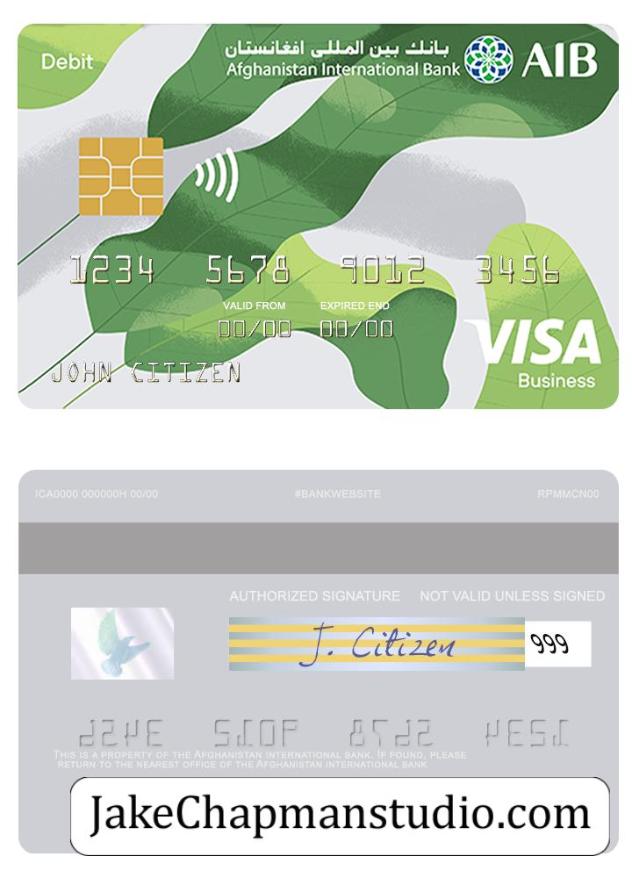 Debit
بانك بين المللى افغانستان
Afghanistan International Bank
AIB
1234 5678 9012 3456
VALID FROM EXPIRED END
00/00 00/00
JOHN CITIZEN
VISA
Business
ICA0000 000000H 00/00 #BANKWEBSITE RPMMCN00
AUTHORIZED SIGNATURE NOT VALID UNLESS SIGNED
J. Citizen 999
THIS IS A PROPERTY OF THE AFGHANISTAN INTERNATIONAL BANK. IF FOUND, PLEASE
RETURN TO THE NEAREST OFFICE OF THE AFGHANISTAN INTERNATIONAL BANK
JakeChapmanstudio.com